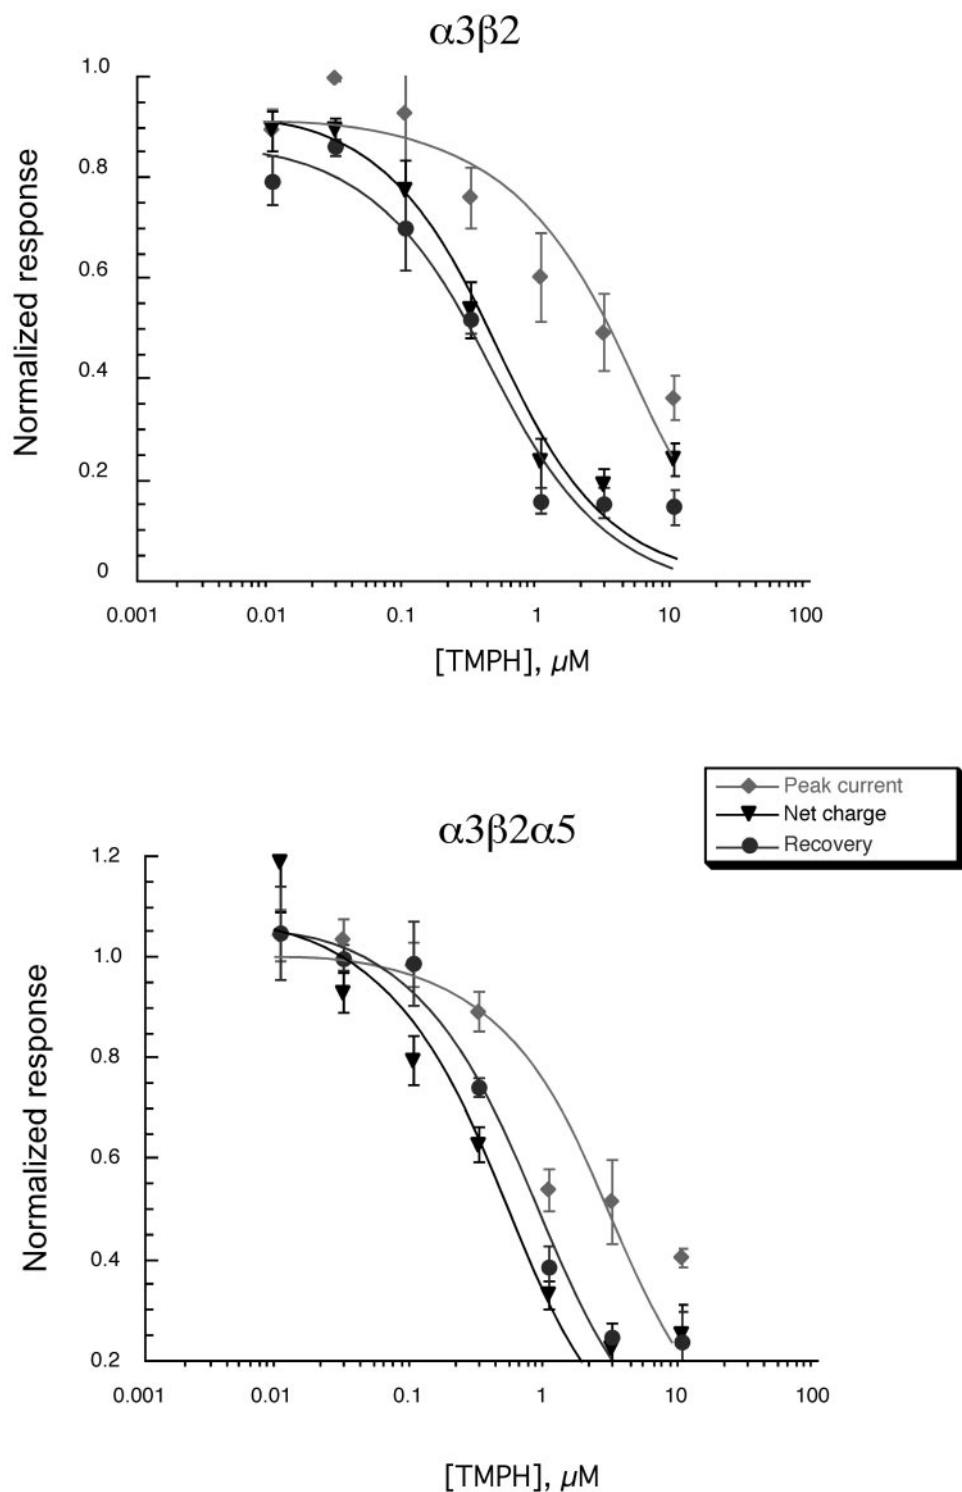 α3β2
1.0
0.8
0.6
0.4
0.2
0
Normalized response
0.001 0.01 0.1 1 10 100
[TMPH], μM
Peak current
Net charge
Recovery
α3β2α5
1.2
1.0
0.8
0.6
0.4
0.2
Normalized response
0.001 0.01 0.1 1 10 100
[TMPH], μM